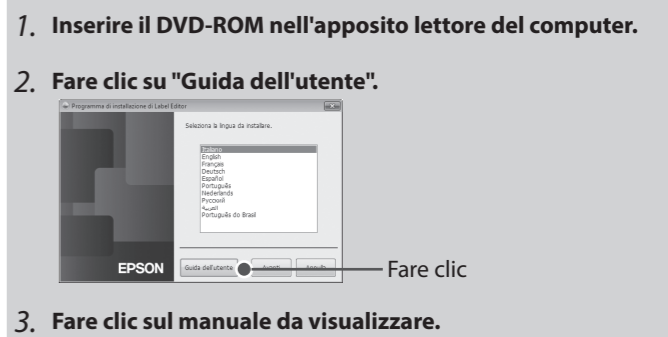 1. Inserire il DVD-ROM nell'apposito lettore del computer.
2. Fare clic su "Guida dell'utente".
Programma di installazione di Label Editor
Seleziona la lingua da installare.
Italiano
English
Français
Deutsch
Español
Português
Nederlands
Русский
العربية
Português do Brasil
EPSON
Guida dell'utente
Avanti
Annulla
Fare clic
3. Fare clic sul manuale da visualizzare.